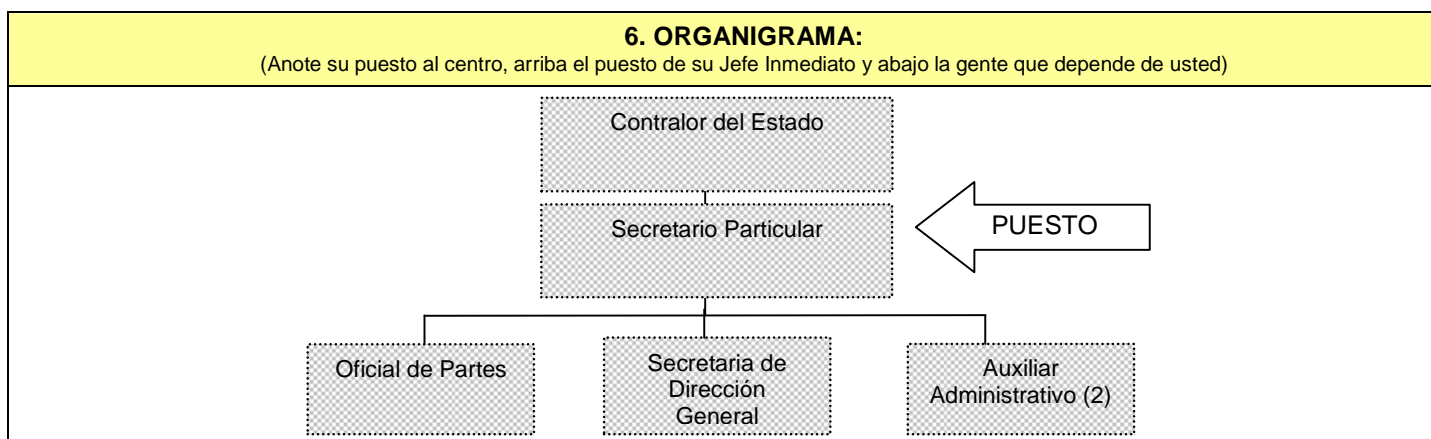 6. ORGANIGRAMA:
(Anote su puesto al centro, arriba el puesto de su Jefe Inmediato y abajo la gente que depende de usted)
Contralor del Estado
Secretario Particular
PUESTO
Oficial de Partes
Secretaria de
Dirección
General
Auxiliar
Administrativo (2)